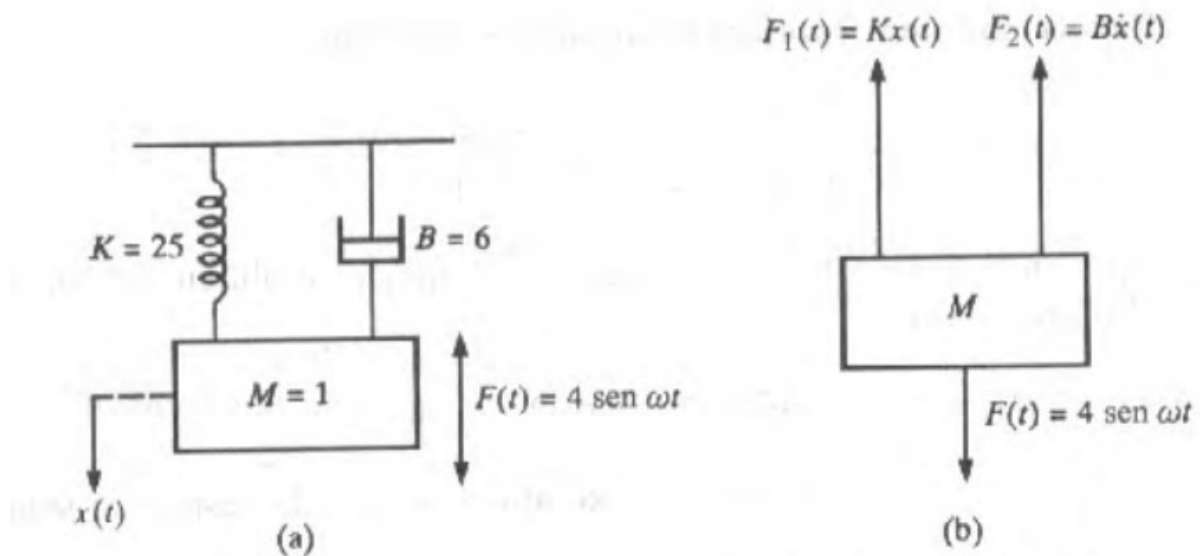 F₁(t) = Kx(t)
F₂(t) = Bẋ(t)
K = 25
B = 6
M = 1
F(t) = 4 sen ωt
x(t)
(a)
M
F(t) = 4 sen ωt
(b)